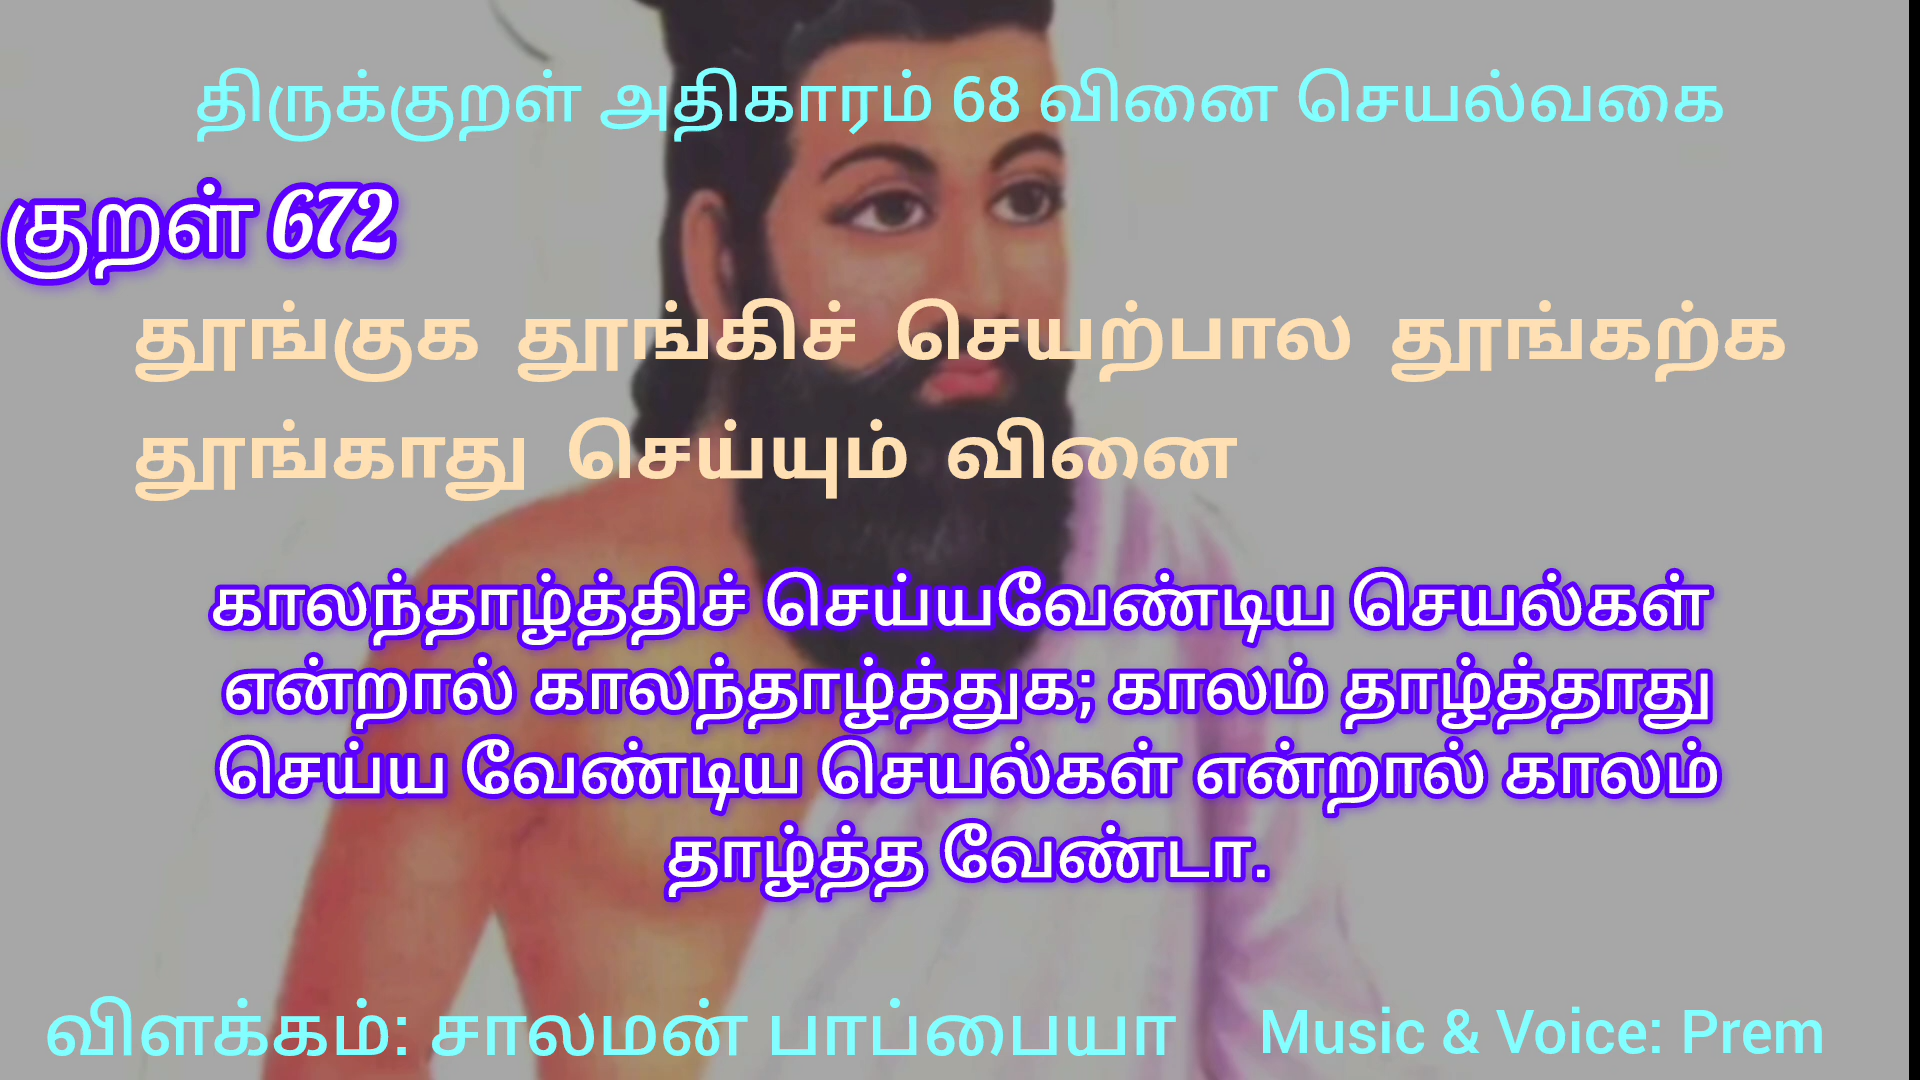 திருக்குறள் அதிகாரம் 68 வினை செயல்வகை
குறள் 672
தூங்குக தூங்கிச் செயற்பால தூங்கற்க
தூங்காது செய்யும் வினை
காலந்தாழ்த்திச் செய்யவேண்டிய செயல்கள்
என்றால் காலந்தாழ்த்துக; காலம் தாழ்த்தாது
செய்ய வேண்டிய செயல்கள் என்றால் காலம்
தாழ்த்த வேண்டா.
விளக்கம்: சாலமன் பாப்பையா Music & Voice: Prem